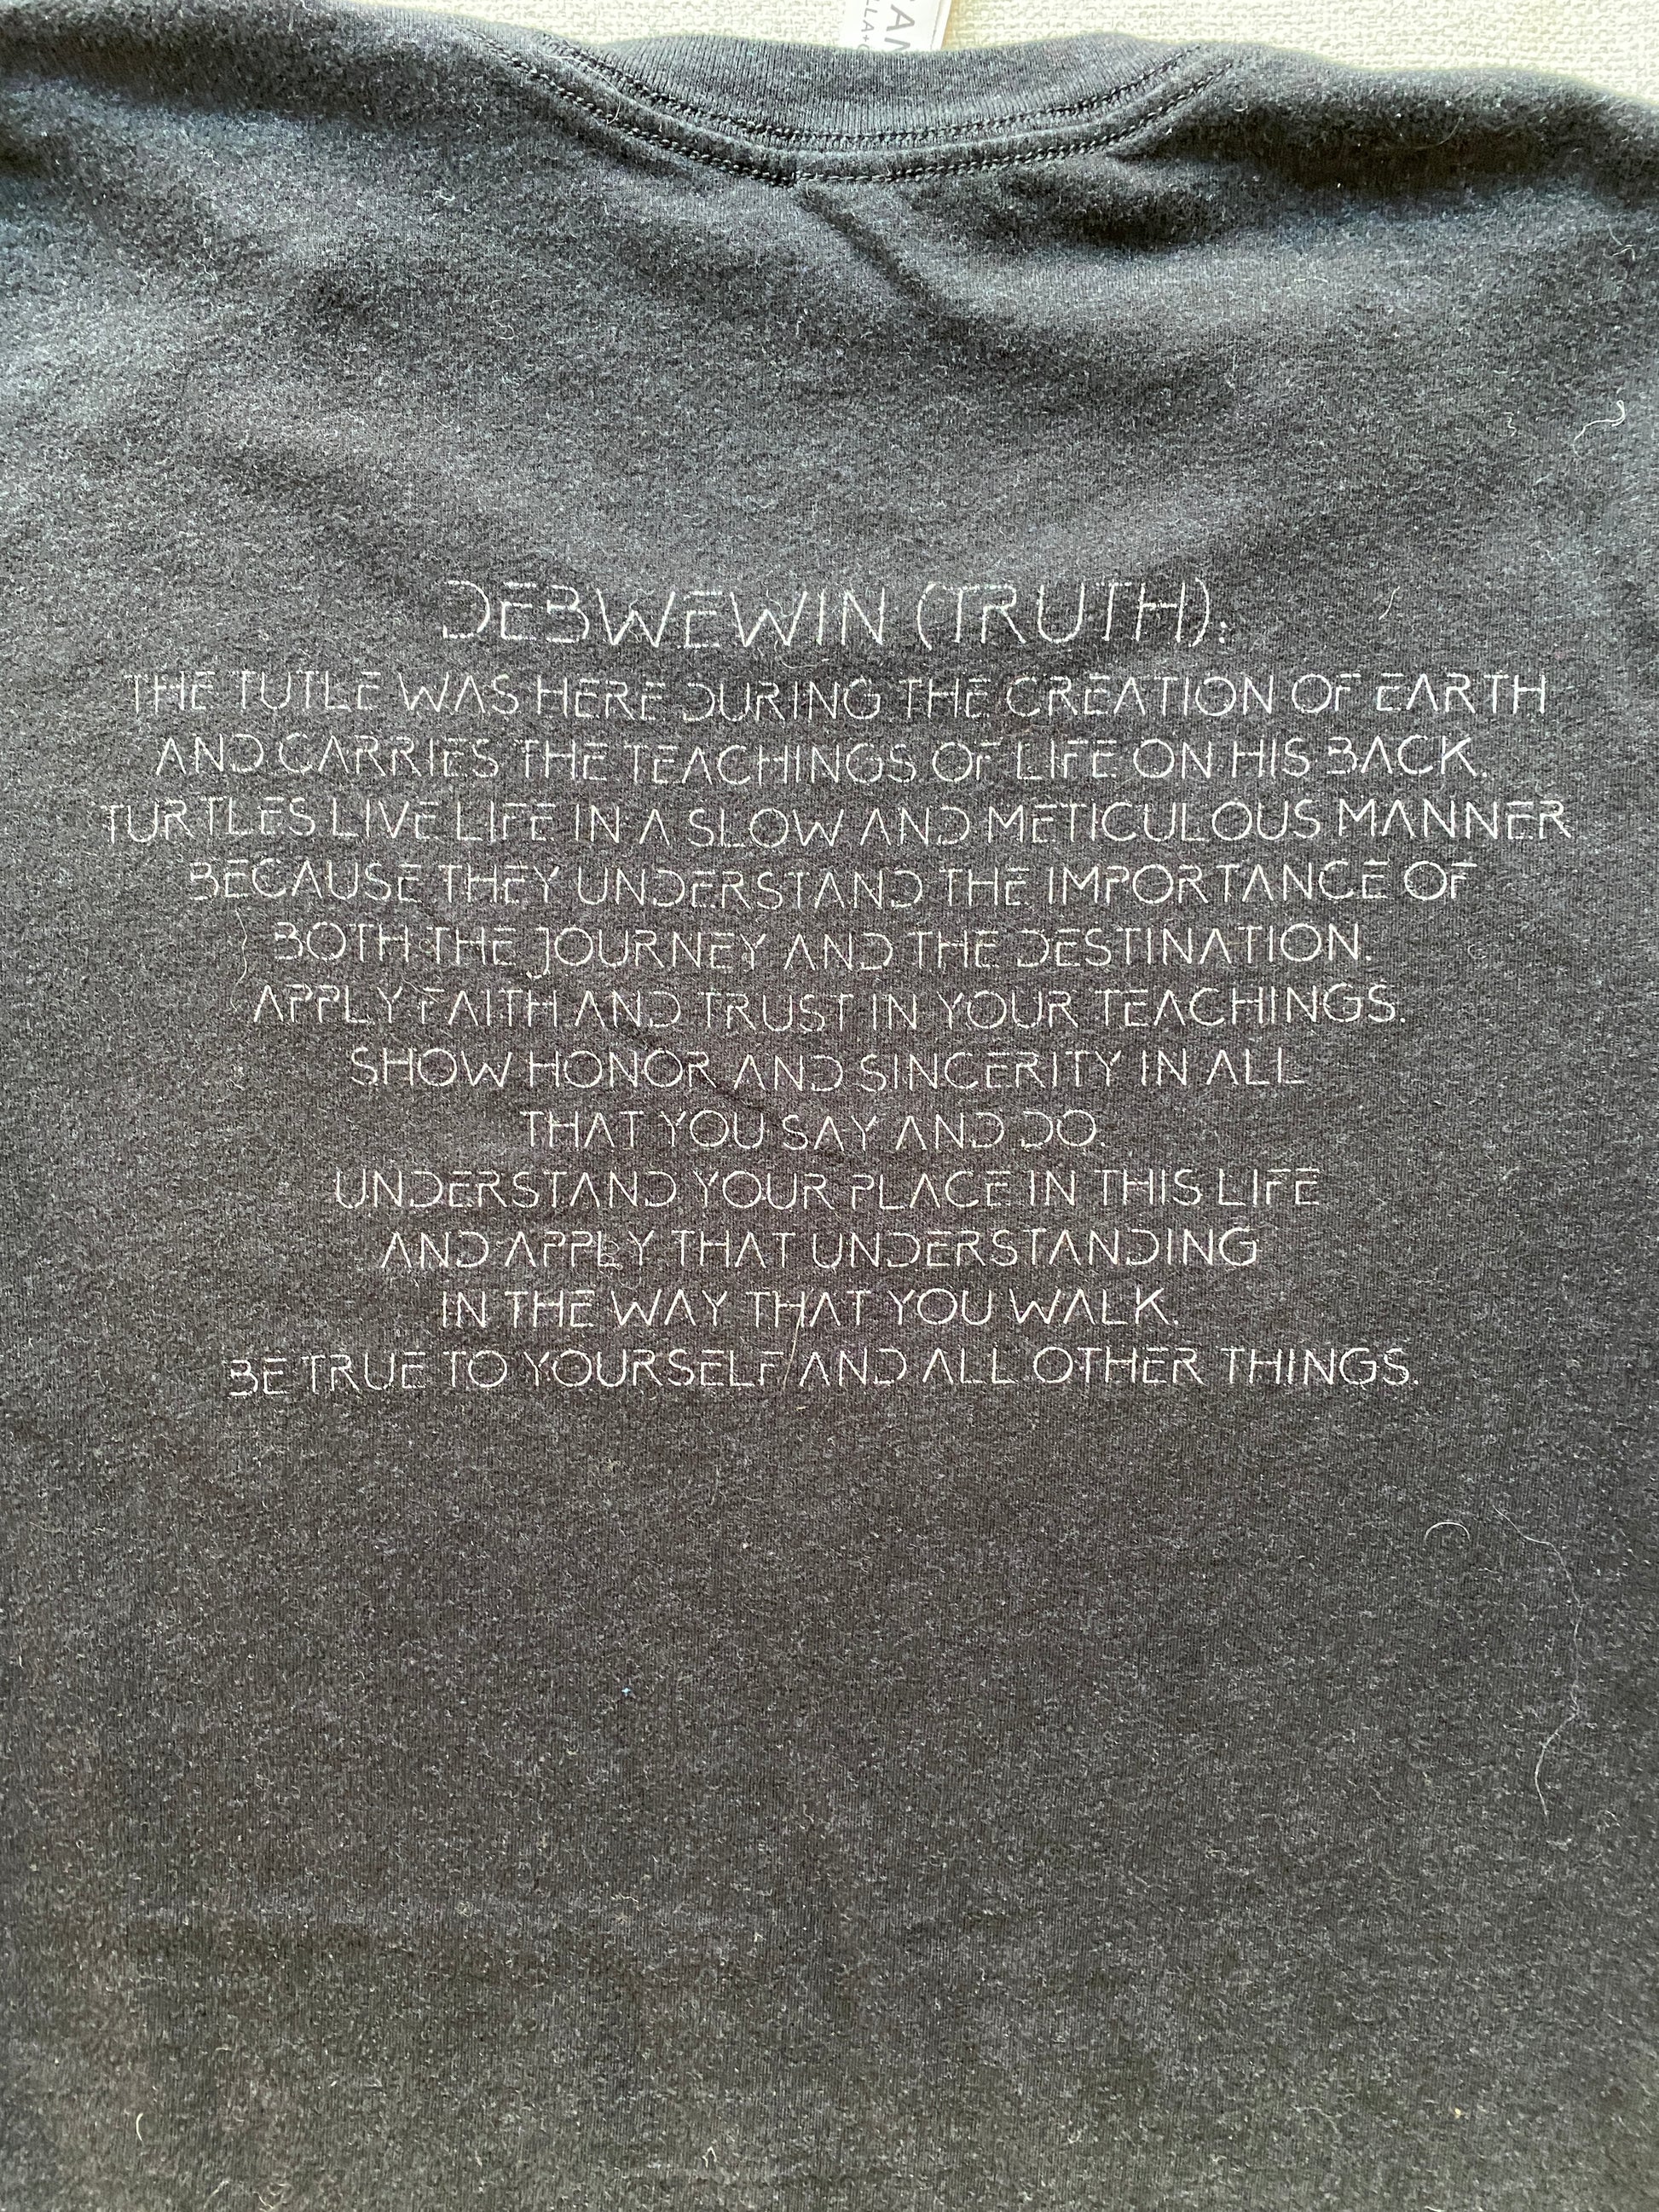 DEBWEWIN (TRUTH):
THE TUTLE WAS HERE DURING THE CREATION OF EARTH
AND CARRIES THE TEACHINGS OF LIFE ON HIS BACK.
TURTLES LIVE LIFE IN A SLOW AND METICULOUS MANNER
BECAUSE THEY UNDERSTAND THE IMPORTANCE OF
BOTH THE JOURNEY AND THE DESTINATION.
APPLY FAITH AND TRUST IN YOUR TEACHINGS.
SHOW HONOR AND SINCERITY IN ALL
THAT YOU SAY AND DO.
UNDERSTAND YOUR PLACE IN THIS LIFE
AND APPLY THAT UNDERSTANDING
IN THE WAY THAT YOU WALK.
BE TRUE TO YOURSELF AND ALL OTHER THINGS.